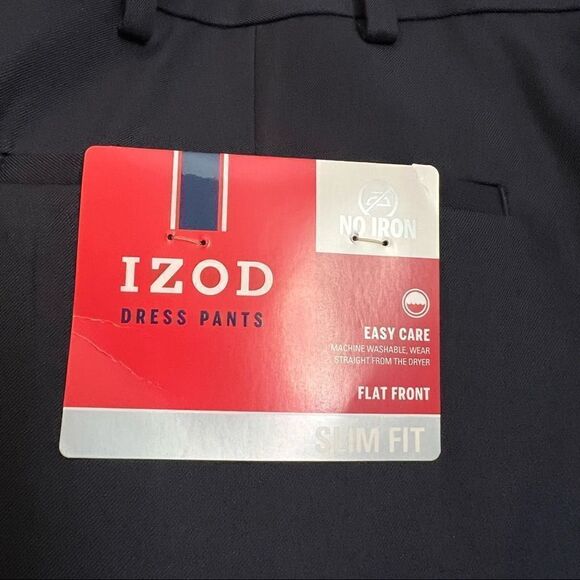 NO IRON
IZOD
DRESS PANTS
EASY CARE
MACHINE WASHABLE, WEAR
STRAIGHT FROM THE DRYER
FLAT FRONT
SLIM FIT